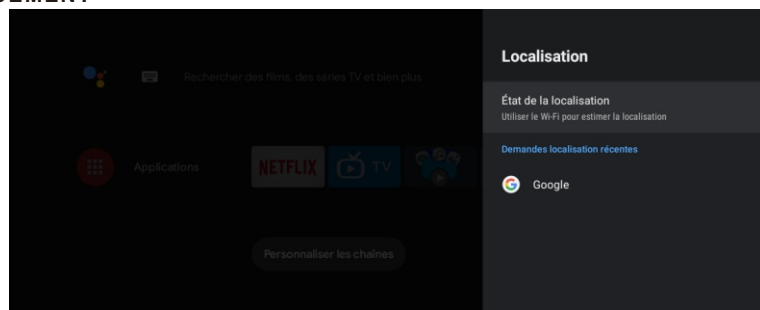 Rechercher des films, des séries TV et bien plus
Applications
NETFLIX
TV
Personnaliser les chaînes
Localisation
État de la localisation
Utiliser le Wi-Fi pour estimer la localisation
Demandes localisation récentes
G Google